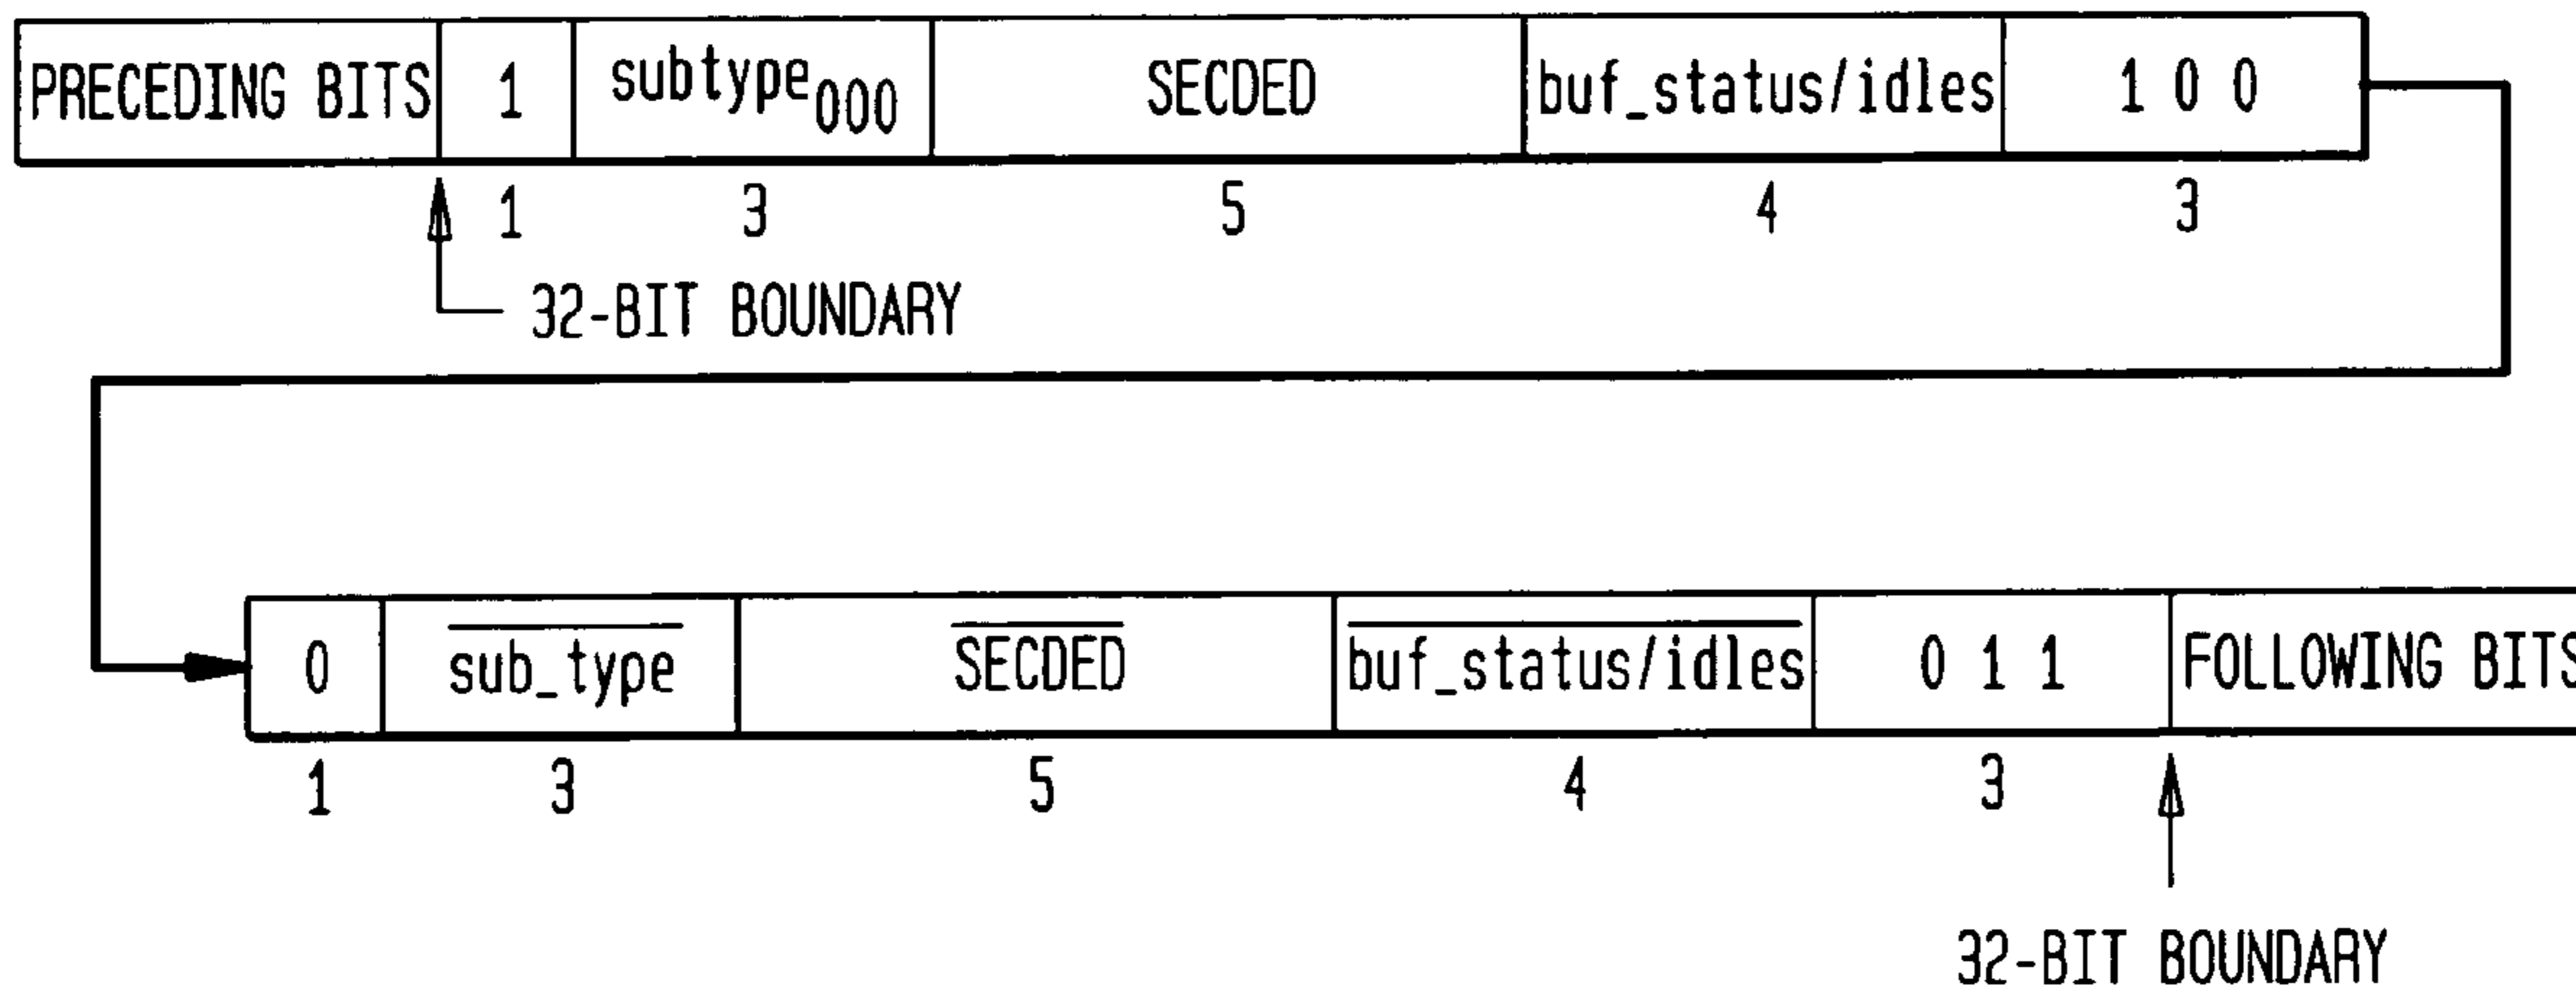 PRECEDING BITS 1 subtype000 SECDED buf_status/idles 1 0 0
1 3 5 4 3
32-BIT BOUNDARY
0 sub_type SECDED buf_status/idles 0 1 1 FOLLOWING BITS
1 3 5 4 3
32-BIT BOUNDARY